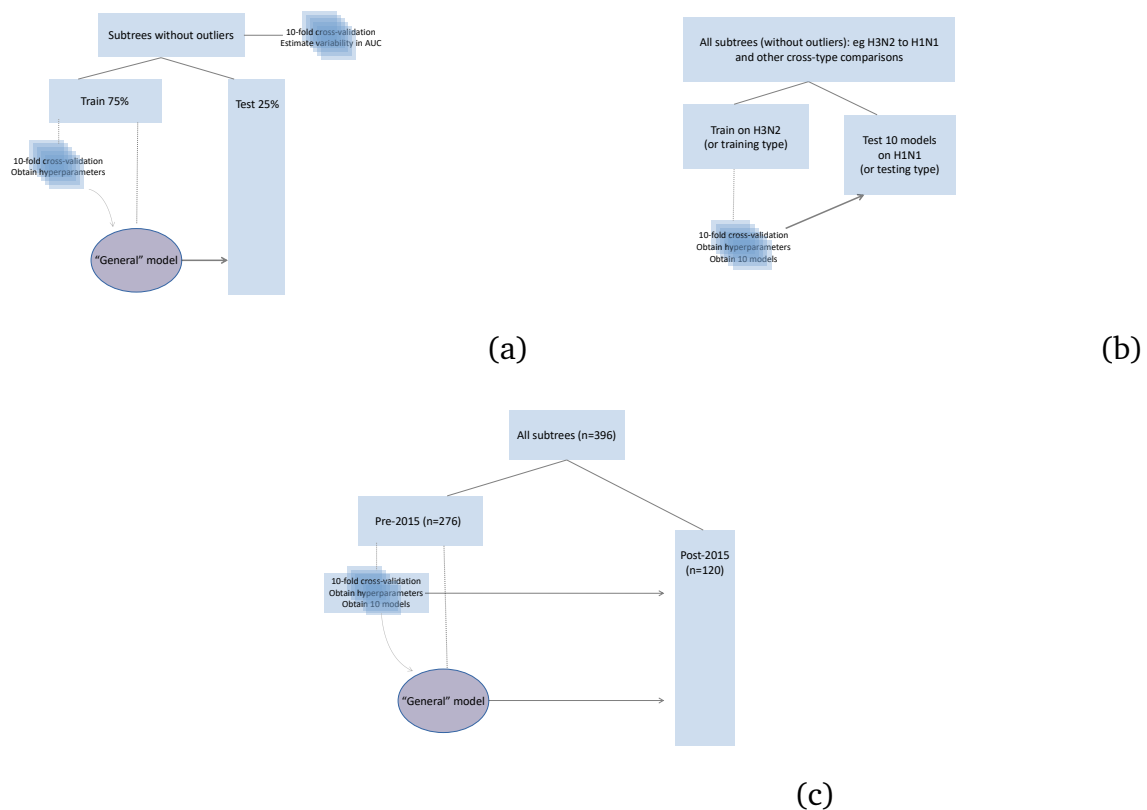 Subtrees without outliers
10-fold cross-validation
Estimate variability in AUC
Train 75%
Test 25%
10-fold cross-validation
Obtain hyperparameters
“General” model
(a)
All subtrees (without outliers): eg H3N2 to H1N1
and other cross-type comparisons
Train on H3N2
(or training type)
Test 10 models
on H1N1
(or testing type)
10-fold cross-validation
Obtain hyperparameters
Obtain 10 models
(b)
All subtrees (n=396)
Pre-2015 (n=276)
Post-2015
(n=120)
10-fold cross-validation
Obtain hyperparameters
Obtain 10 models
“General” model
(c)